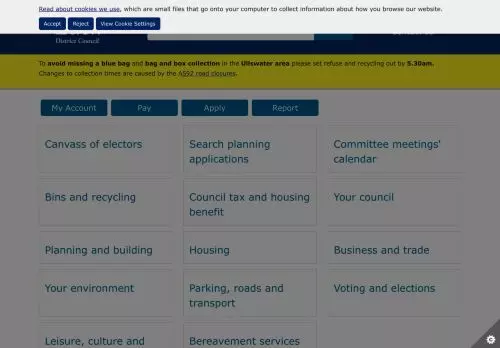 Read about cookies we use, which are small files that go onto your computer to collect information about how you browse our website.
Accept Reject View Cookie Settings
District Council
To avoid missing a blue bag and bag and box collection in the Ullswater area please set refuse and recycling out by 5.30am.
Changes to collection times are caused by the A592 road closures.
My Account Pay Apply Report
Canvass of electors
Search planning
applications
Committee meetings'
calendar
Bins and recycling
Council tax and housing
benefit
Your council
Planning and building
Housing
Business and trade
Your environment
Parking, roads and
transport
Voting and elections
Leisure, culture and
Bereavement services